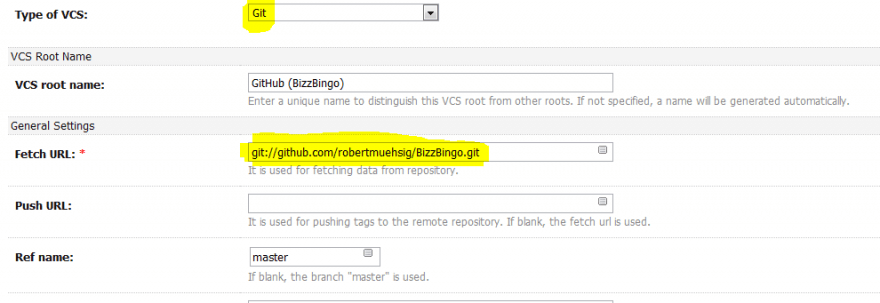 Type of VCS: Git
VCS Root Name
VCS root name: GitHub (BizzBingo)
Enter a unique name to distinguish this VCS root from other roots. If not specified, a name will be generated automatically.
General Settings
Fetch URL: * git://github.com/robertmuehsig/BizzBingo.git
It is used for fetching data from repository.
Push URL:
It is used for pushing tags to the remote repository. If blank, the fetch url is used.
Ref name: master
If blank, the branch "master" is used.